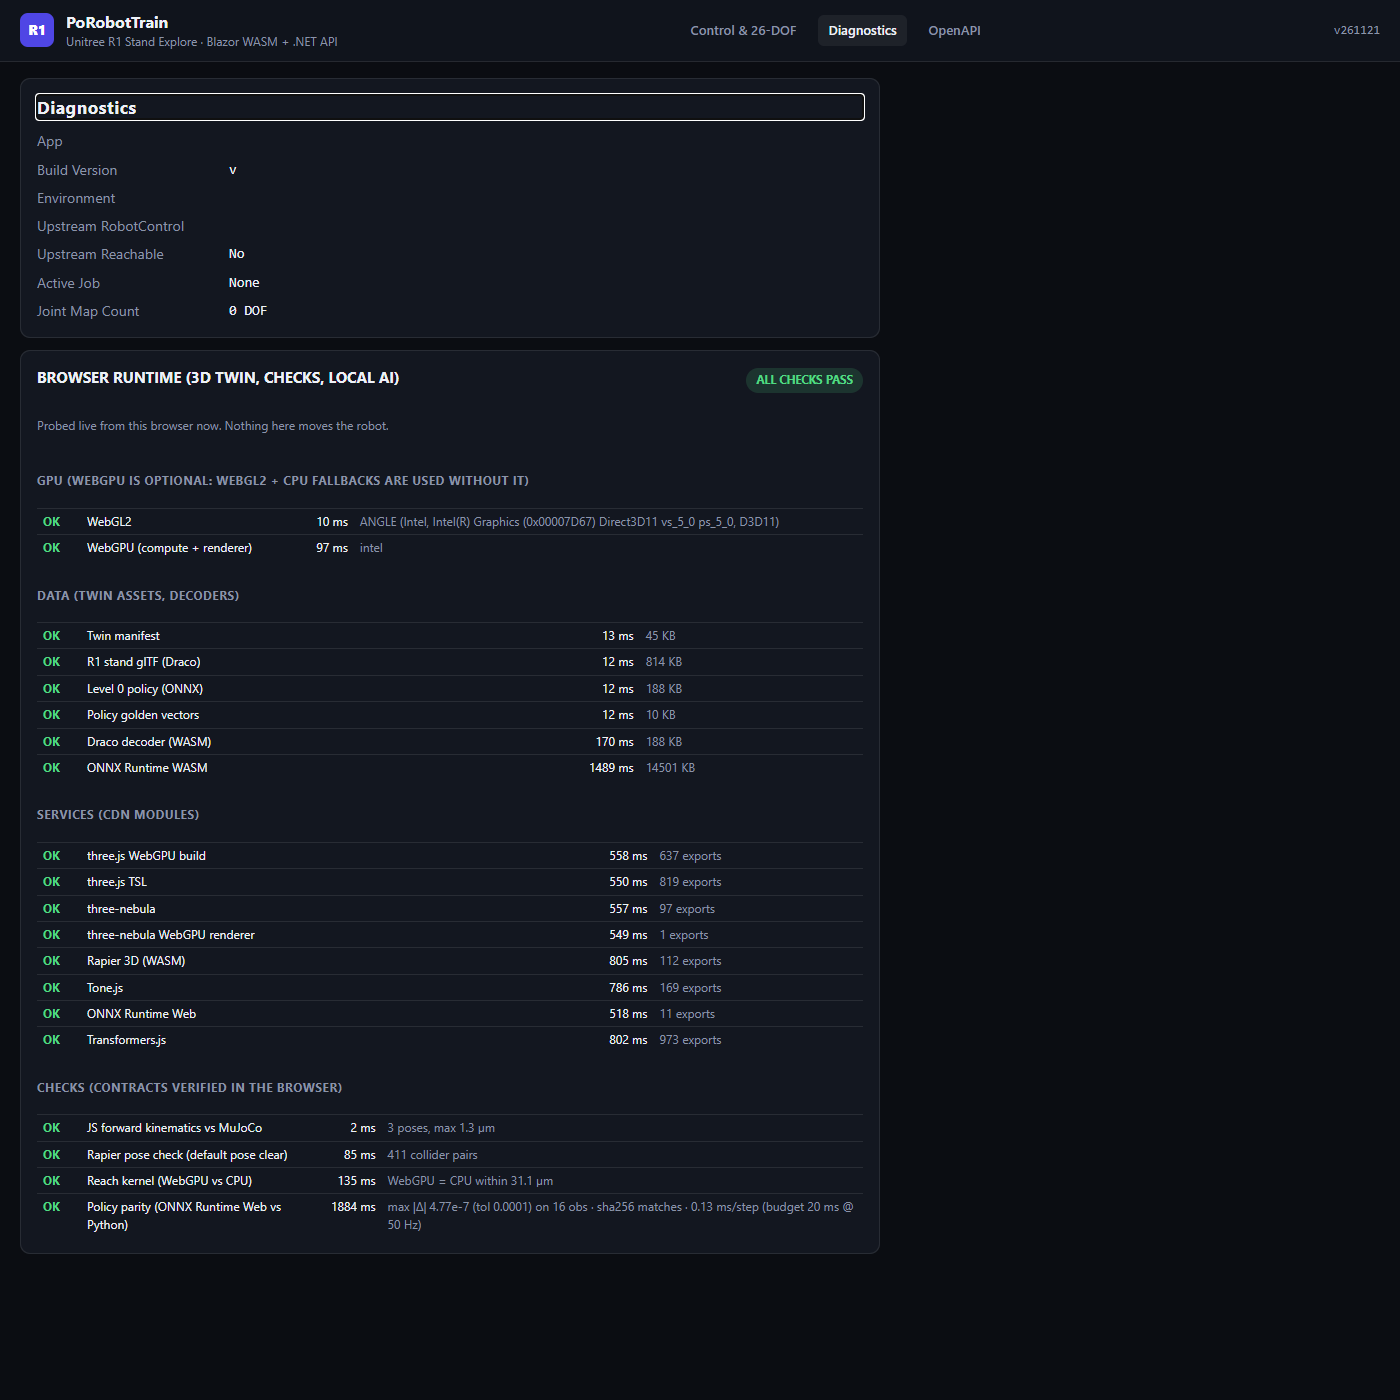 R1
PoRobotTrain
Unitree R1 Stand Explore · Blazor WASM + .NET API
Control & 26-DOF
Diagnostics
OpenAPI
v261121
Diagnostics
App
Build Version v
Environment
Upstream RobotControl
Upstream Reachable No
Active Job None
Joint Map Count 0 DOF
BROWSER RUNTIME (3D TWIN, CHECKS, LOCAL AI)
ALL CHECKS PASS
Probed live from this browser now. Nothing here moves the robot.
GPU (WEBGPU IS OPTIONAL: WEBGL2 + CPU FALLBACKS ARE USED WITHOUT IT)
OK WebGL2 10 ms ANGLE (Intel, Intel(R) Graphics (0x00007D67) Direct3D11 vs_5_0 ps_5_0, D3D11)
OK WebGPU (compute + renderer) 97 ms intel
DATA (TWIN ASSETS, DECODERS)
OK Twin manifest 13 ms 45 KB
OK R1 stand glTF (Draco) 12 ms 814 KB
OK Level 0 policy (ONNX) 12 ms 188 KB
OK Policy golden vectors 12 ms 10 KB
OK Draco decoder (WASM) 170 ms 188 KB
OK ONNX Runtime WASM 1489 ms 14501 KB
SERVICES (CDN MODULES)
OK three.js WebGPU build 558 ms 637 exports
OK three.js TSL 550 ms 819 exports
OK three-nebula 557 ms 97 exports
OK three-nebula WebGPU renderer 549 ms 1 exports
OK Rapier 3D (WASM) 805 ms 112 exports
OK Tone.js 786 ms 169 exports
OK ONNX Runtime Web 518 ms 11 exports
OK Transformers.js 802 ms 973 exports
CHECKS (CONTRACTS VERIFIED IN THE BROWSER)
OK JS forward kinematics vs MuJoCo 2 ms 3 poses, max 1.3 µm
OK Rapier pose check (default pose clear) 85 ms 411 collider pairs
OK Reach kernel (WebGPU vs CPU) 135 ms WebGPU = CPU within 31.1 µm
OK Policy parity (ONNX Runtime Web vs Python) 1884 ms max |Δ| 4.77e-7 (tol 0.0001) on 16 obs · sha256 matches · 0.13 ms/step (budget 20 ms @ 50 Hz)